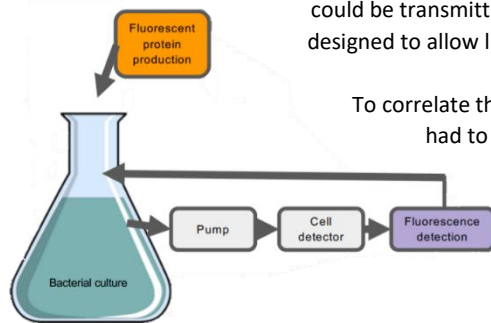 could be transmitt
designed to allow l
To correlate th
had to
Fluorescent
protein
production
Pump
Cell
detector
Fluorescence
detection
Bacterial culture